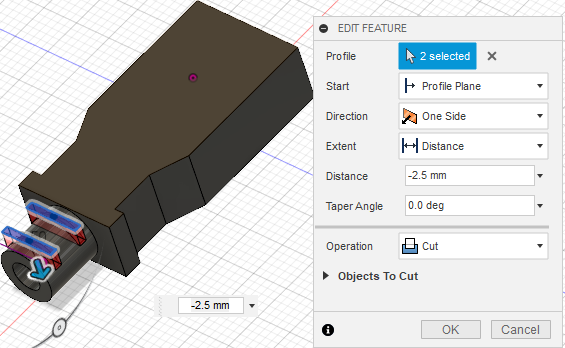 EDIT FEATURE
Profile 2 selected
Start Profile Plane
Direction One Side
Extent Distance
Distance -2.5 mm
Taper Angle 0.0 deg
Operation Cut
Objects To Cut
-2.5 mm
OK Cancel